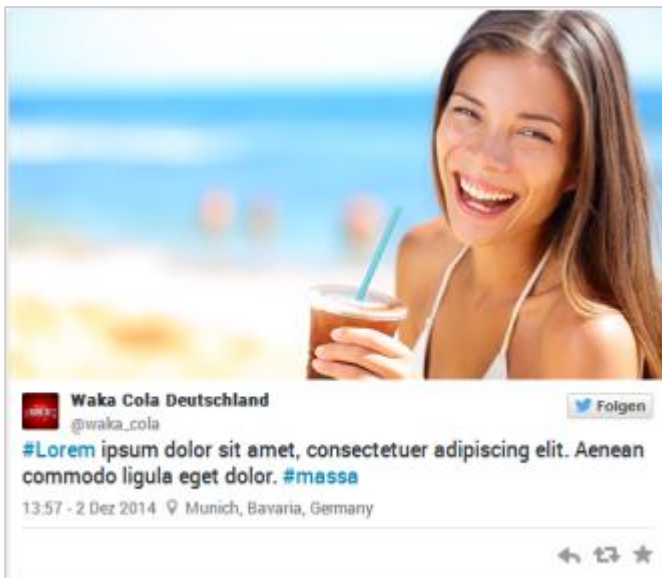 Waka Cola Deutschland
Folgen
@waka_cola
#Lorem ipsum dolor sit amet, consectetuer adipiscing elit. Aenean
commodo ligula eget dolor. #massa
13:57 - 2 Dez 2014 Munich, Bavaria, Germany